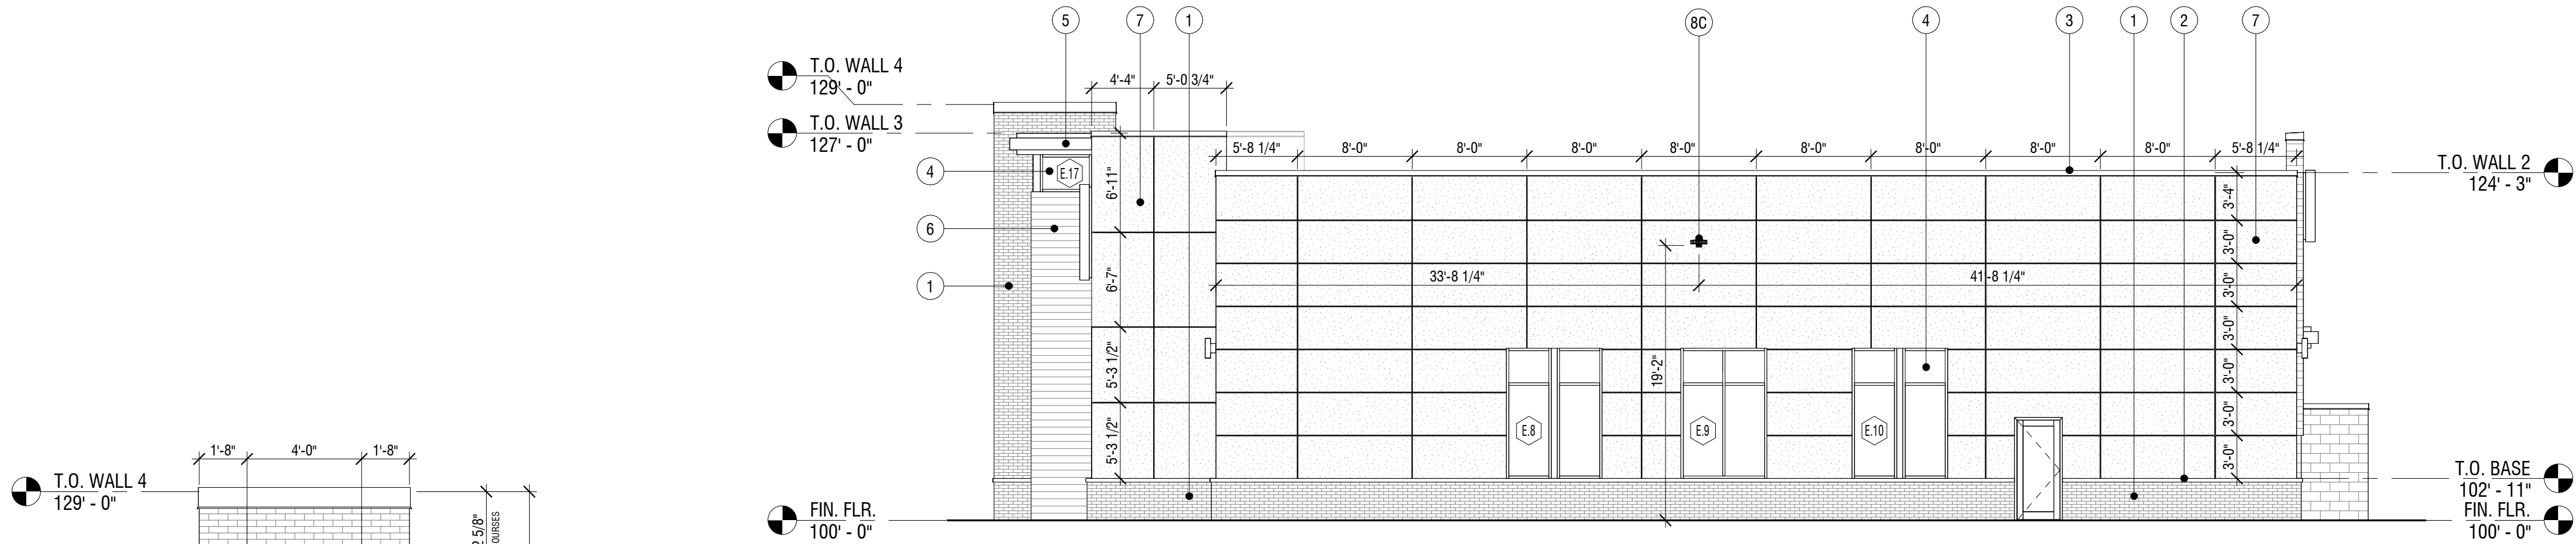 5 7 1 8C 4 3 1 2 7
T.O. WALL 4
129' - 0"
4'-4" 5'-0 3/4"
T.O. WALL 3
127' - 0"
5'-8 1/4" 8'-0" 8'-0" 8'-0" 8'-0" 8'-0" 8'-0" 8'-0" 8'-0" 5'-8 1/4"
T.O. WALL 2
124' - 3"
4
E.17
6'-11"
3'-4"
6
3'-0"
33'-8 1/4" 41'-8 1/4"
1
6'-7"
3'-0"
3'-0"
19'-2"
5'-3 1/2"
3'-0"
3'-0"
E.8 E.9 E.10
5'-3 1/2"
3'-0"
1'-8" 4'-0" 1'-8"
T.O. WALL 4
129' - 0"
T.O. BASE
102' - 11"
FIN. FLR.
100' - 0"
FIN. FLR.
100' - 0"
2 5/8"
OURSES